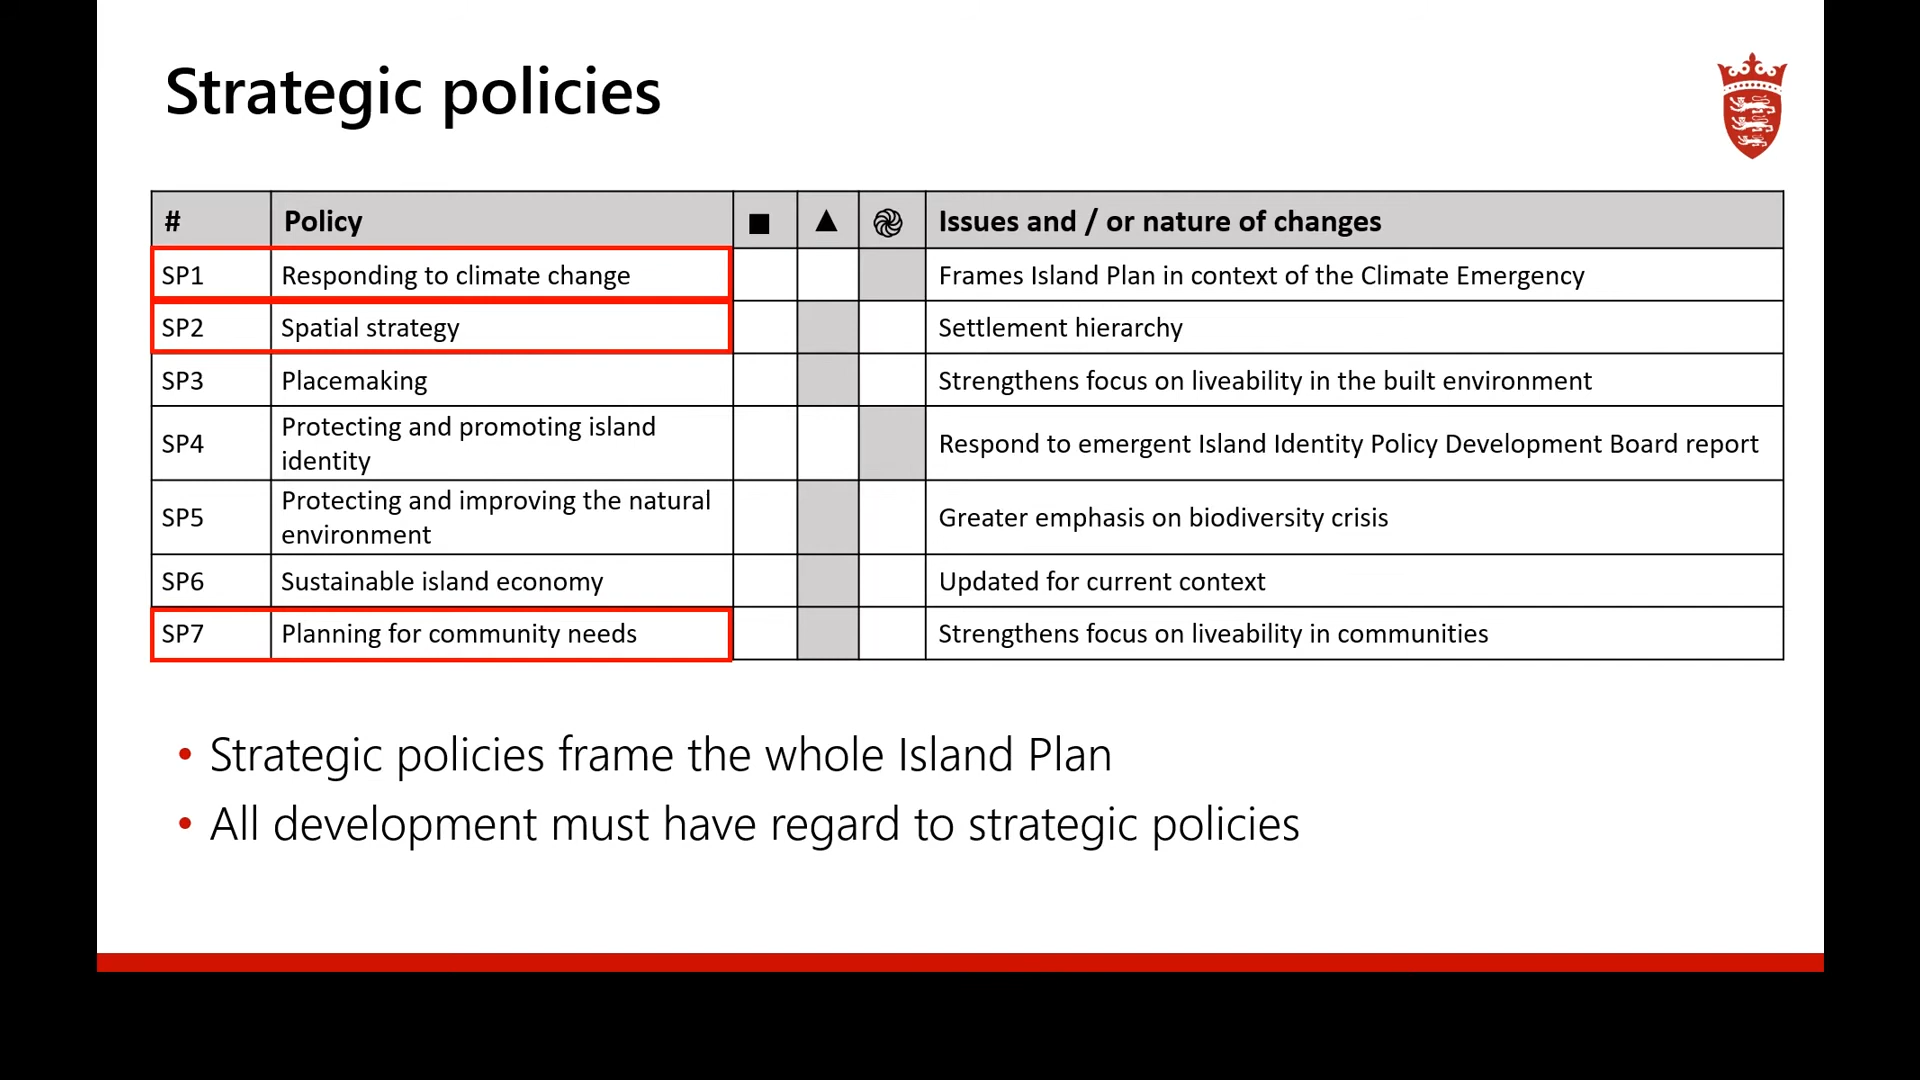 Strategic policies
# Policy ■ ▲ Issues and / or nature of changes
SP1 Responding to climate change Frames Island Plan in context of the Climate Emergency
SP2 Spatial strategy Settlement hierarchy
SP3 Placemaking Strengthens focus on liveability in the built environment
SP4 Protecting and promoting island
identity Respond to emergent Island Identity Policy Development Board report
SP5 Protecting and improving the natural
environment Greater emphasis on biodiversity crisis
SP6 Sustainable island economy Updated for current context
SP7 Planning for community needs Strengthens focus on liveability in communities
• Strategic policies frame the whole Island Plan
• All development must have regard to strategic policies